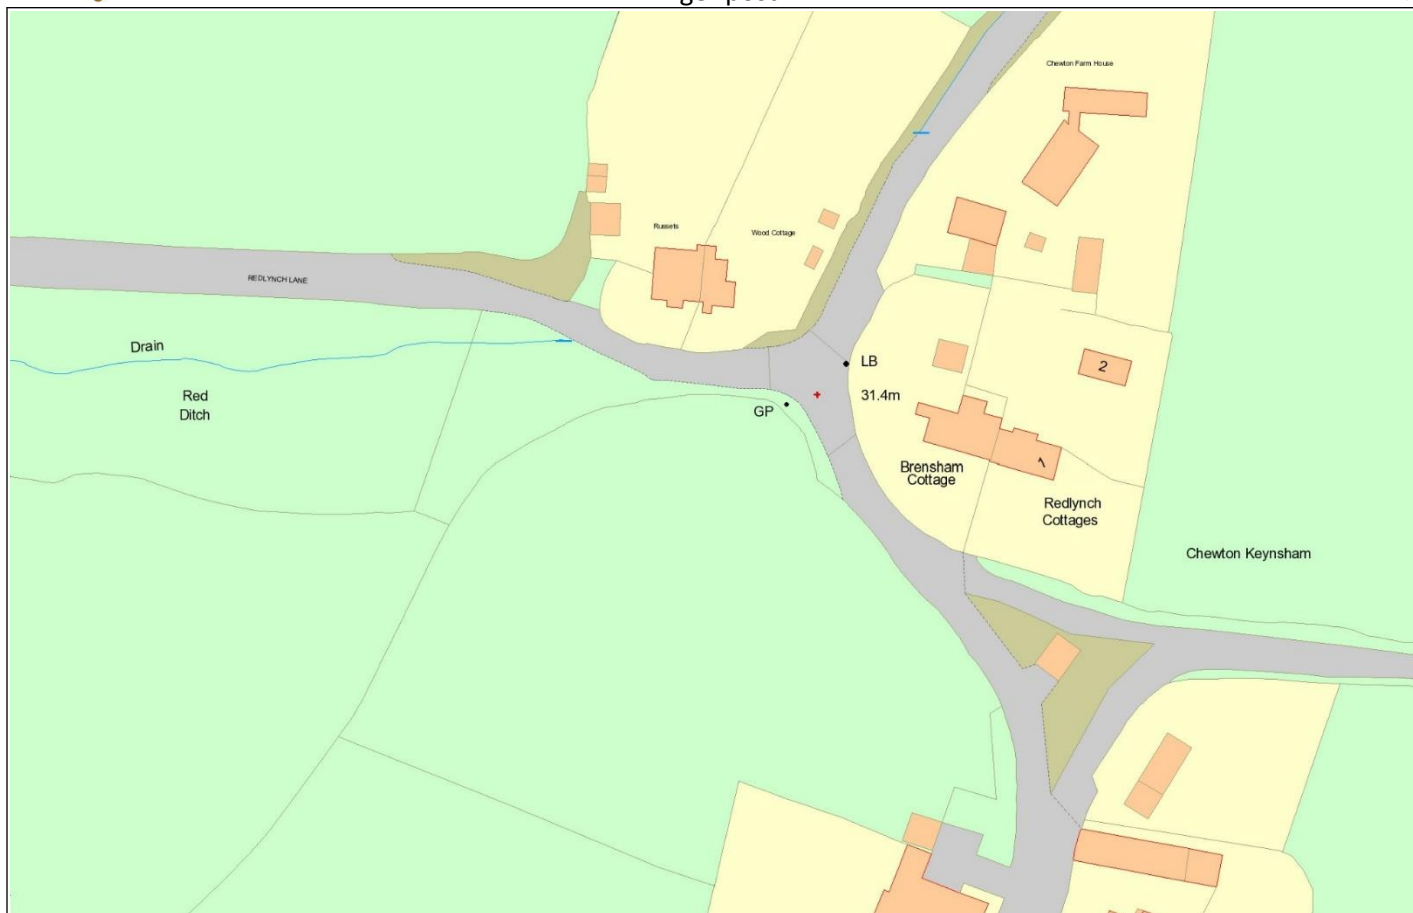 Chewton Farm House
Russets
Wood Cottage
REDLYNCH LANE
Drain
LB
2
Red
Ditch
31.4m
GP
Brensham
Cottage
1
Redlynch
Cottages
Chewton Keynsham